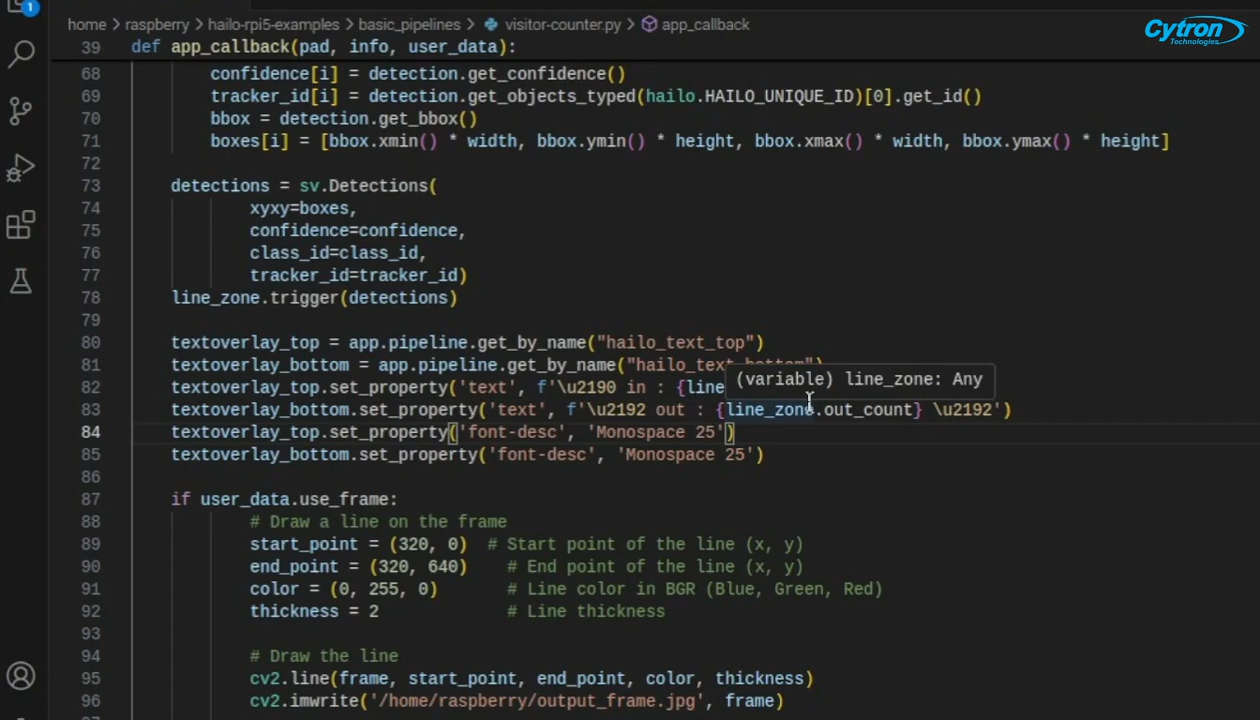 1
home > raspberry > hailo-rpi5-examples > basic_pipelines > visitor-counter.py > app_callback
Cytron
Technologies
39 def app_callback(pad, info, user_data):
68 confidence[i] = detection.get_confidence()
69 tracker_id[i] = detection.get_objects_typed(hailo.HAILO_UNIQUE_ID)[0].get_id()
70 bbox = detection.get_bbox()
71 boxes[i] = [bbox.xmin() * width, bbox.ymin() * height, bbox.xmax() * width, bbox.ymax() * height]
72
73 detections = sv.Detections(
74 xyxy=boxes,
75 confidence=confidence,
76 class_id=class_id,
77 tracker_id=tracker_id)
78 line_zone.trigger(detections)
79
80 textoverlay_top = app.pipeline.get_by_name("hailo_text_top")
81 textoverlay_bottom = app.pipeline.get_by_name("hailo_text_bottom")
(variable) line_zone: Any
82 textoverlay_top.set_property('text', f'\u2190 in : {line
83 textoverlay_bottom.set_property('text', f'\u2192 out : {line_zone.out_count} \u2192')
84 textoverlay_top.set_property('font-desc', 'Monospace 25')
85 textoverlay_bottom.set_property('font-desc', 'Monospace 25')
86
87 if user_data.use_frame:
88 # Draw a line on the frame
89 start_point = (320, 0) # Start point of the line (x, y)
90 end_point = (320, 640) # End point of the line (x, y)
91 color = (0, 255, 0) # Line color in BGR (Blue, Green, Red)
92 thickness = 2 # Line thickness
93
94 # Draw the line
95 cv2.line(frame, start_point, end_point, color, thickness)
96 cv2.imwrite('/home/raspberry/output_frame.jpg', frame)